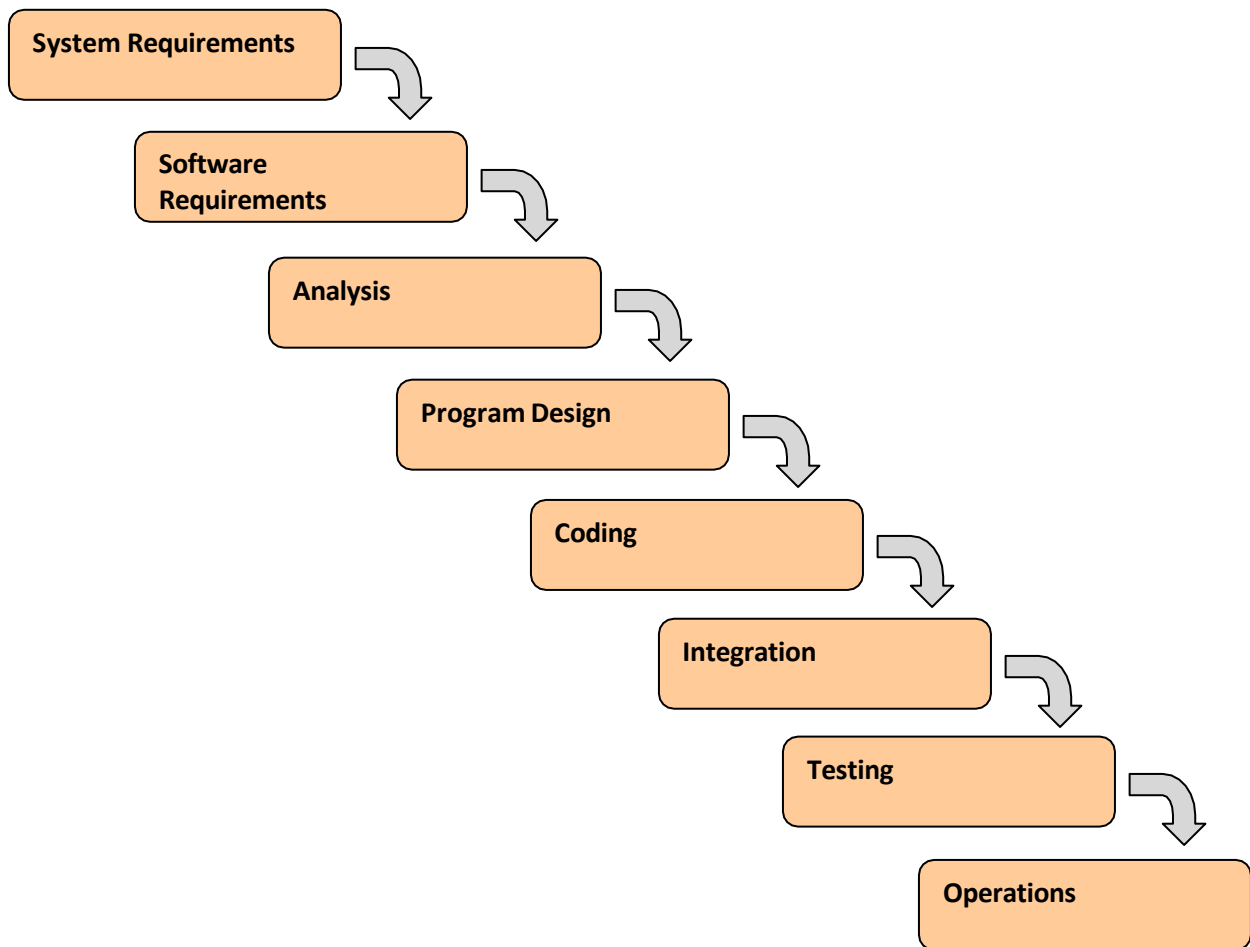 System Requirements
Software
Requirements
Analysis
Program Design
Coding
Integration
Testing
Operations